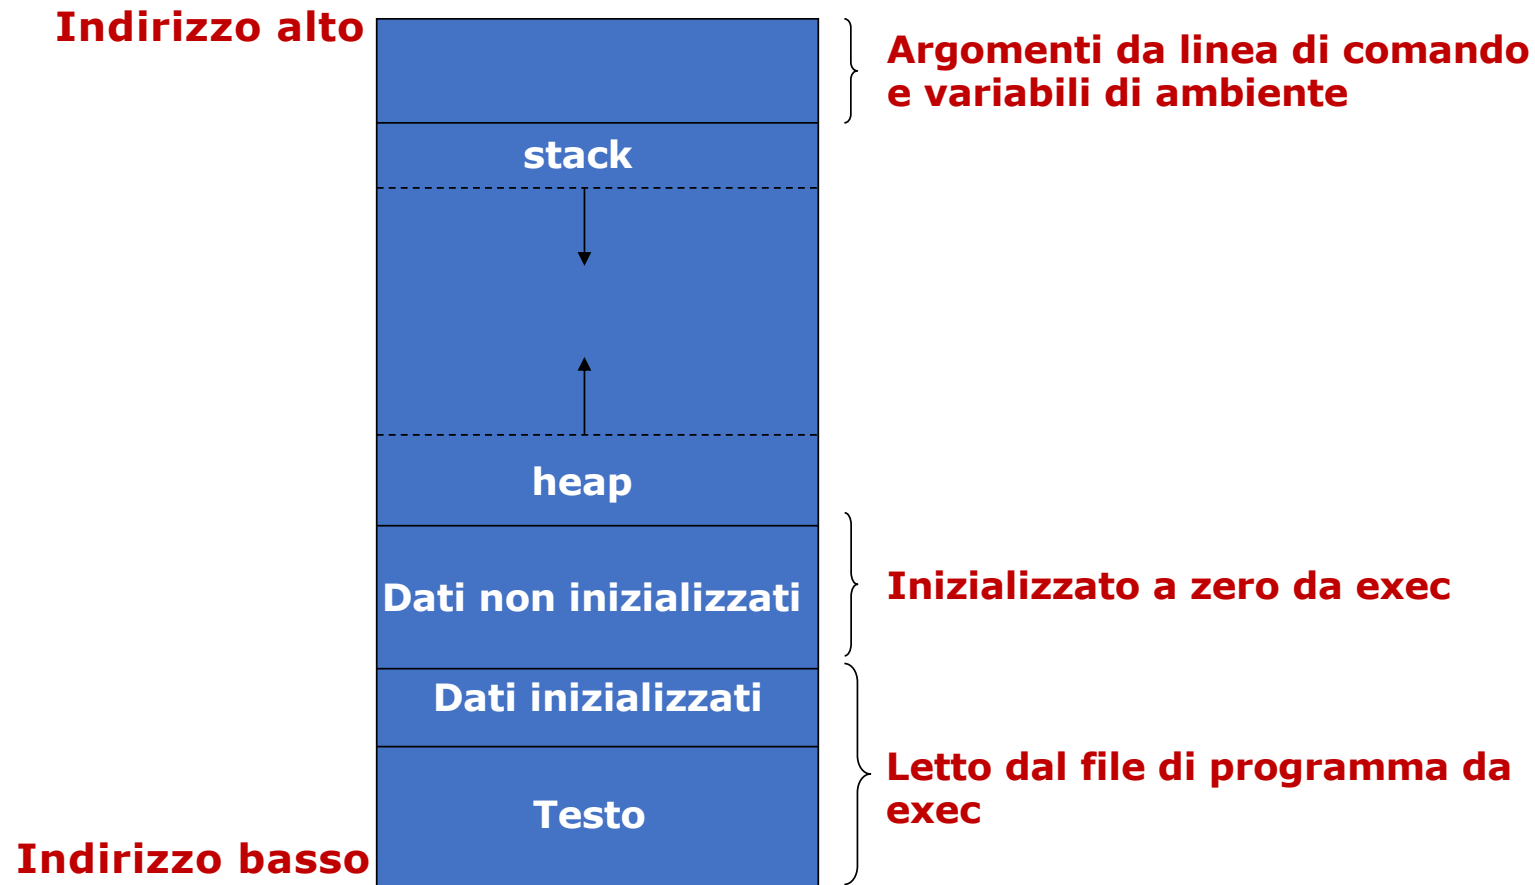 Indirizzo alto
Argomenti da linea di comando
e variabili di ambiente
stack
heap
Dati non inizializzati
Inizializzato a zero da exec
Dati inizializzati
Letto dal file di programma da
exec
Testo
Indirizzo basso